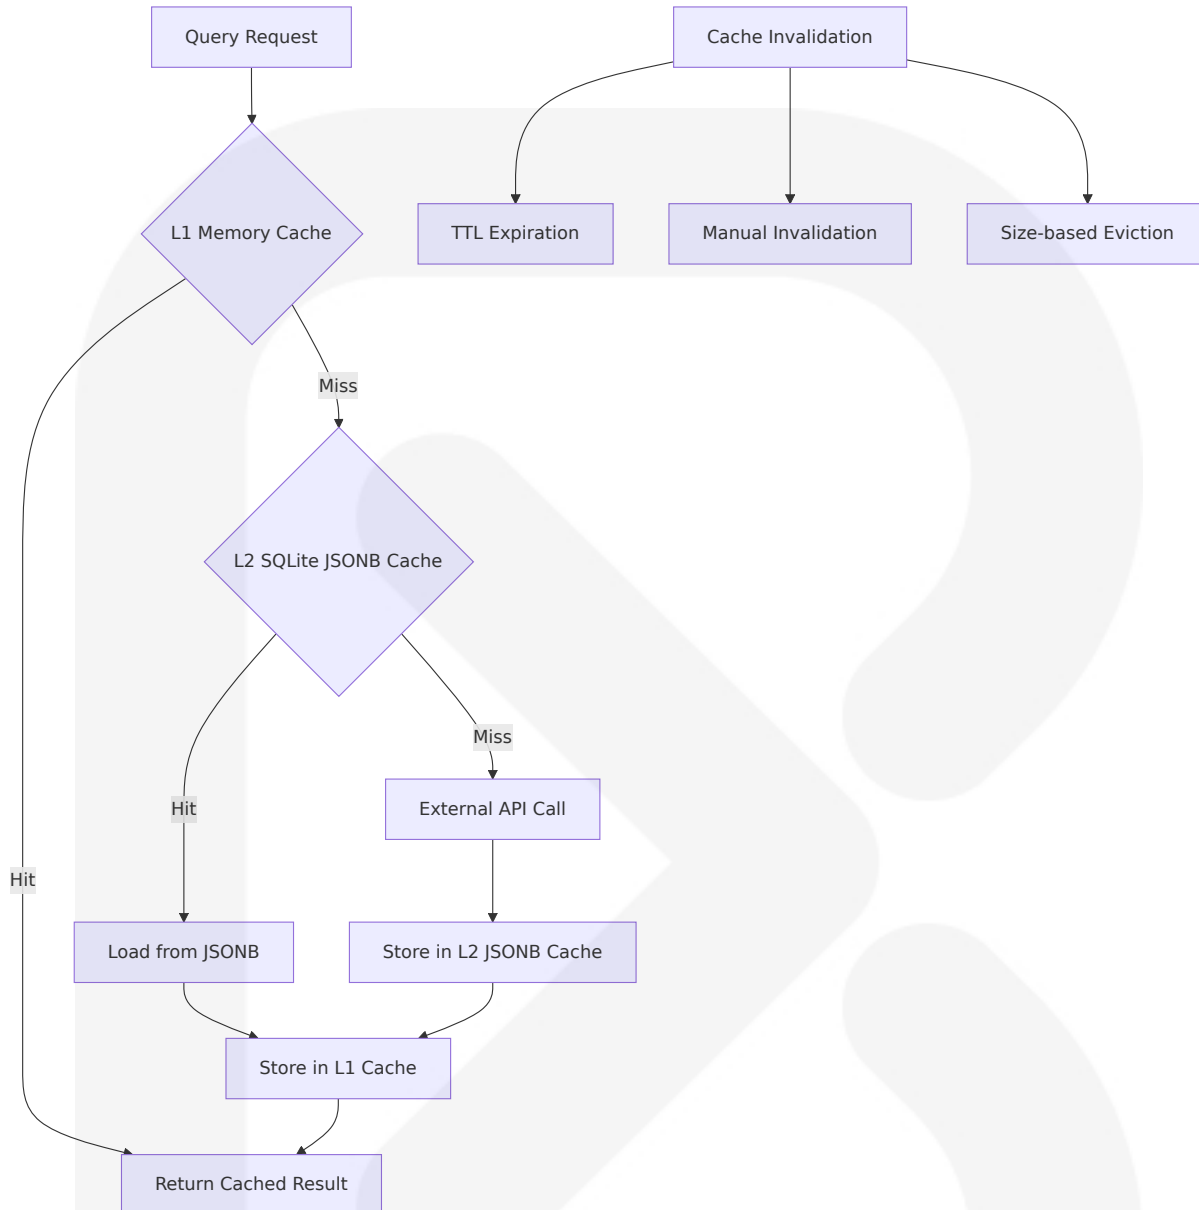 Query Request
Cache Invalidation
L1 Memory Cache
TTL Expiration
Manual Invalidation
Size-based Eviction
Miss
L2 SQLite JSONB Cache
Miss
Hit
External API Call
Hit
Load from JSONB
Store in L2 JSONB Cache
Store in L1 Cache
Return Cached Result